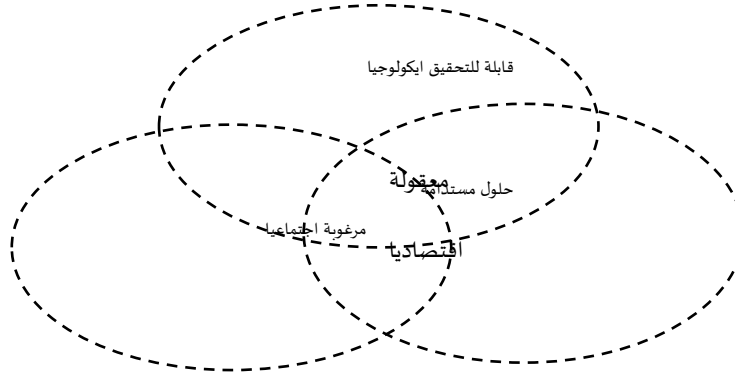 قابلة للتحقيق ايكولوجيا
معقولة
حلول مستدامة
مرغوبة اجتماعيا
اقتصاديا